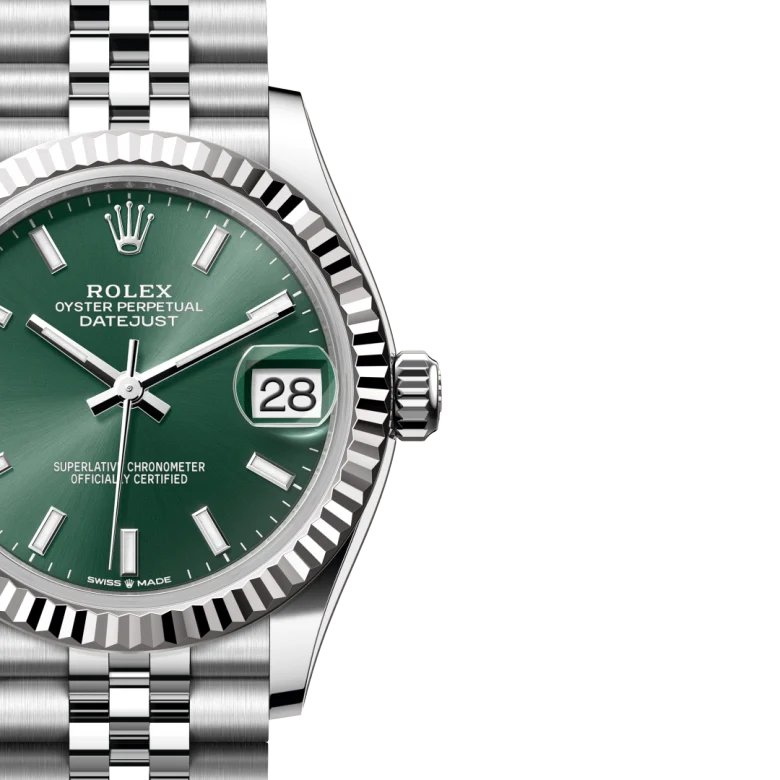 ROLEX
OYSTER PERPETUAL
DATEJUST
28
SUPERLATIVE CHRONOMETER
OFFICIALLY CERTIFIED
SWISS MADE